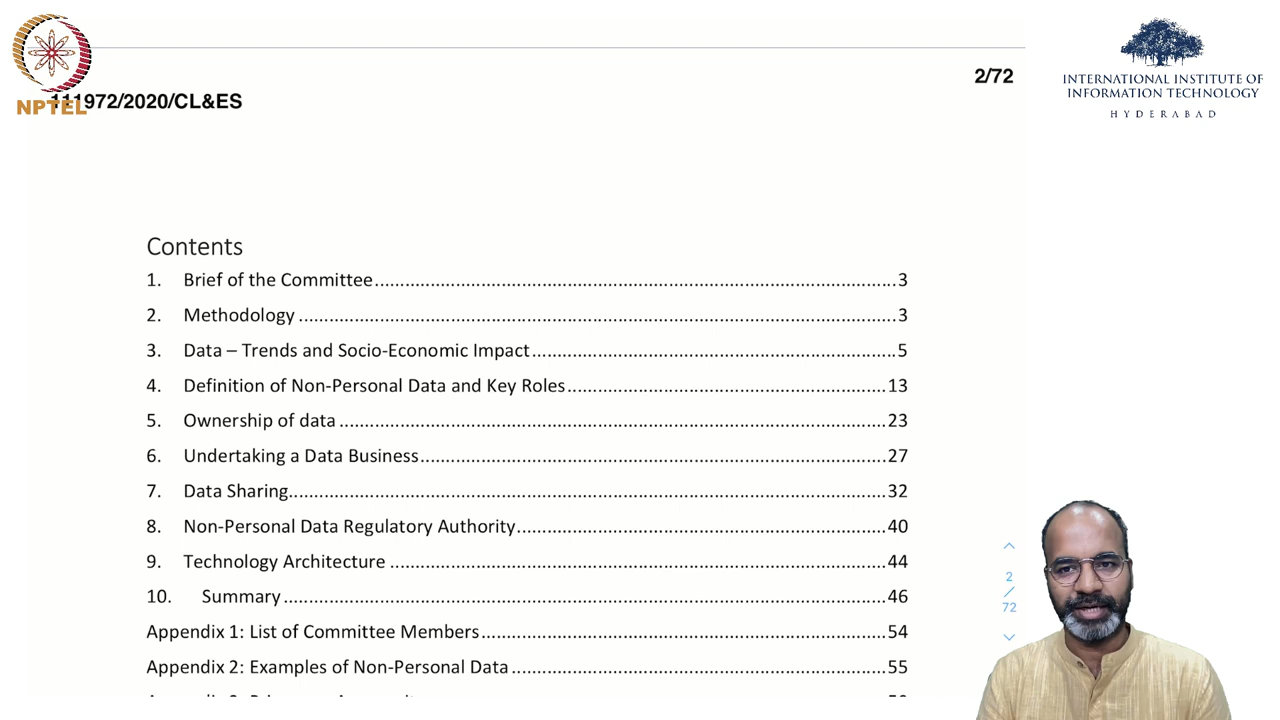 2/72
NPTEL
111972/2020/CL&ES
INTERNATIONAL INSTITUTE OF
INFORMATION TECHNOLOGY
HYDERABAD
Contents
1. Brief of the Committee 3
2. Methodology 3
3. Data – Trends and Socio-Economic Impact 5
4. Definition of Non-Personal Data and Key Roles 13
5. Ownership of data 23
6. Undertaking a Data Business 27
7. Data Sharing 32
8. Non-Personal Data Regulatory Authority 40
9. Technology Architecture 44
10. Summary 46
Appendix 1: List of Committee Members 54
Appendix 2: Examples of Non-Personal Data 55
2
/
72